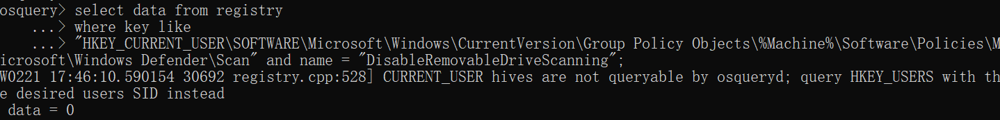 osquery> select data from registry
...> where key like
...> "HKEY_CURRENT_USER\SOFTWARE\Microsoft\Windows\CurrentVersion\Group Policy Objects\%Machine%\Software\Policies\M
icrosoft\Windows Defender\Scan" and name = "DisableRemovableDriveScanning";
W0221 17:46:10.590154 30692 registry.cpp:528] CURRENT_USER hives are not queryable by osqueryd; query HKEY_USERS with th
e desired users SID instead
data = 0